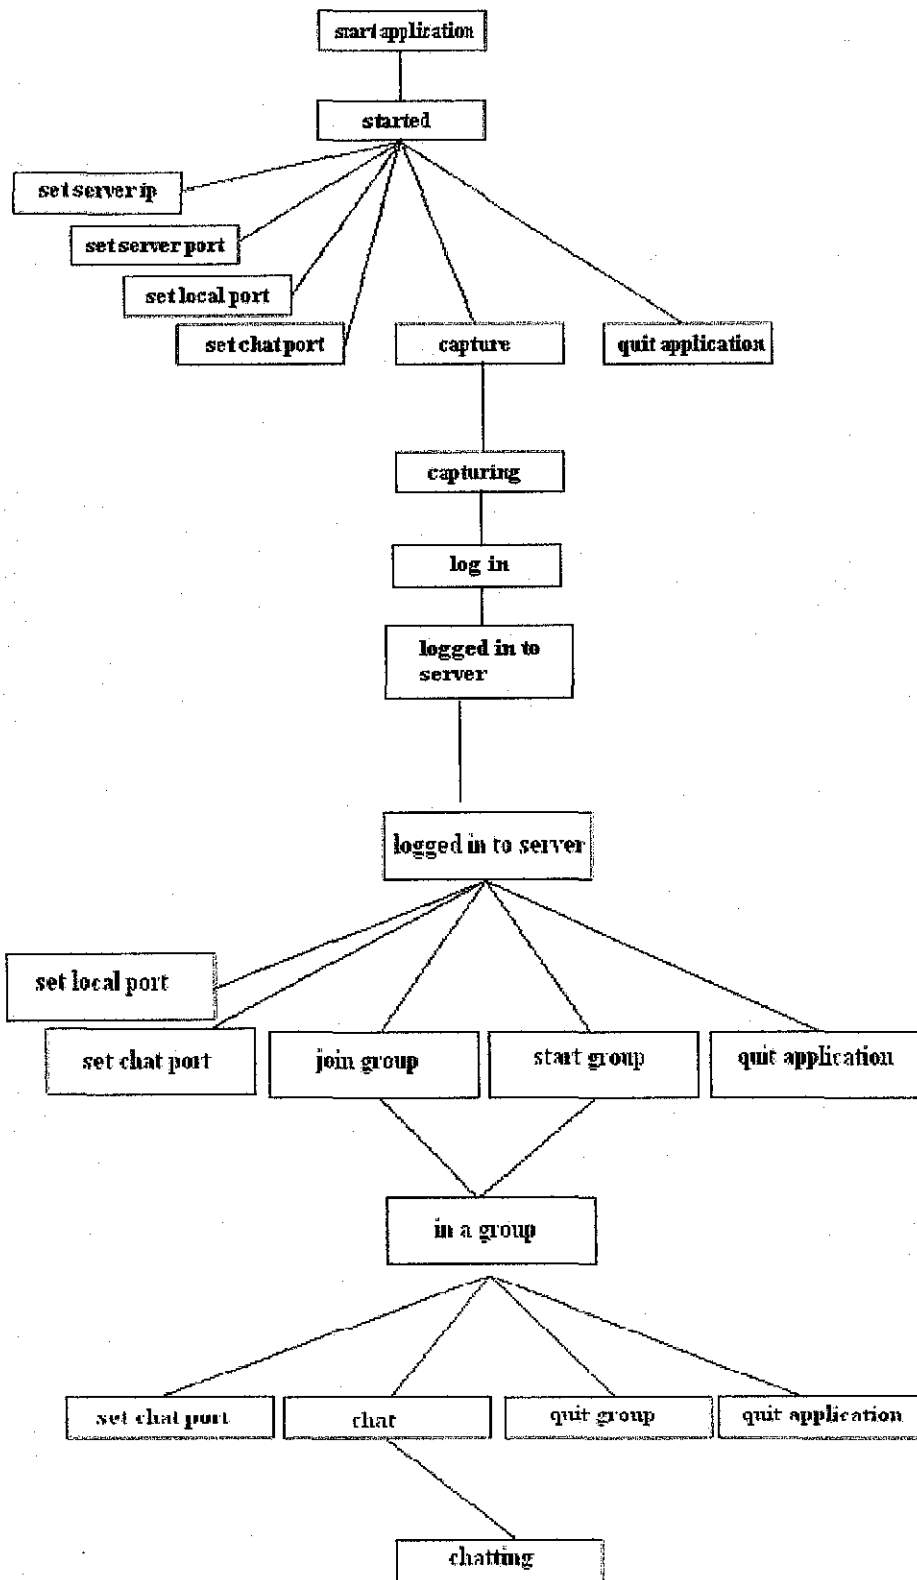 start application
started
set server ip
set server port
set local port
set chat port
capture
quit application
capturing
log in
logged in to
server
logged in to server
set local port
set chat port
join group
start group
quit application
in a group
set chat port
chat
quit group
quit application
chatting